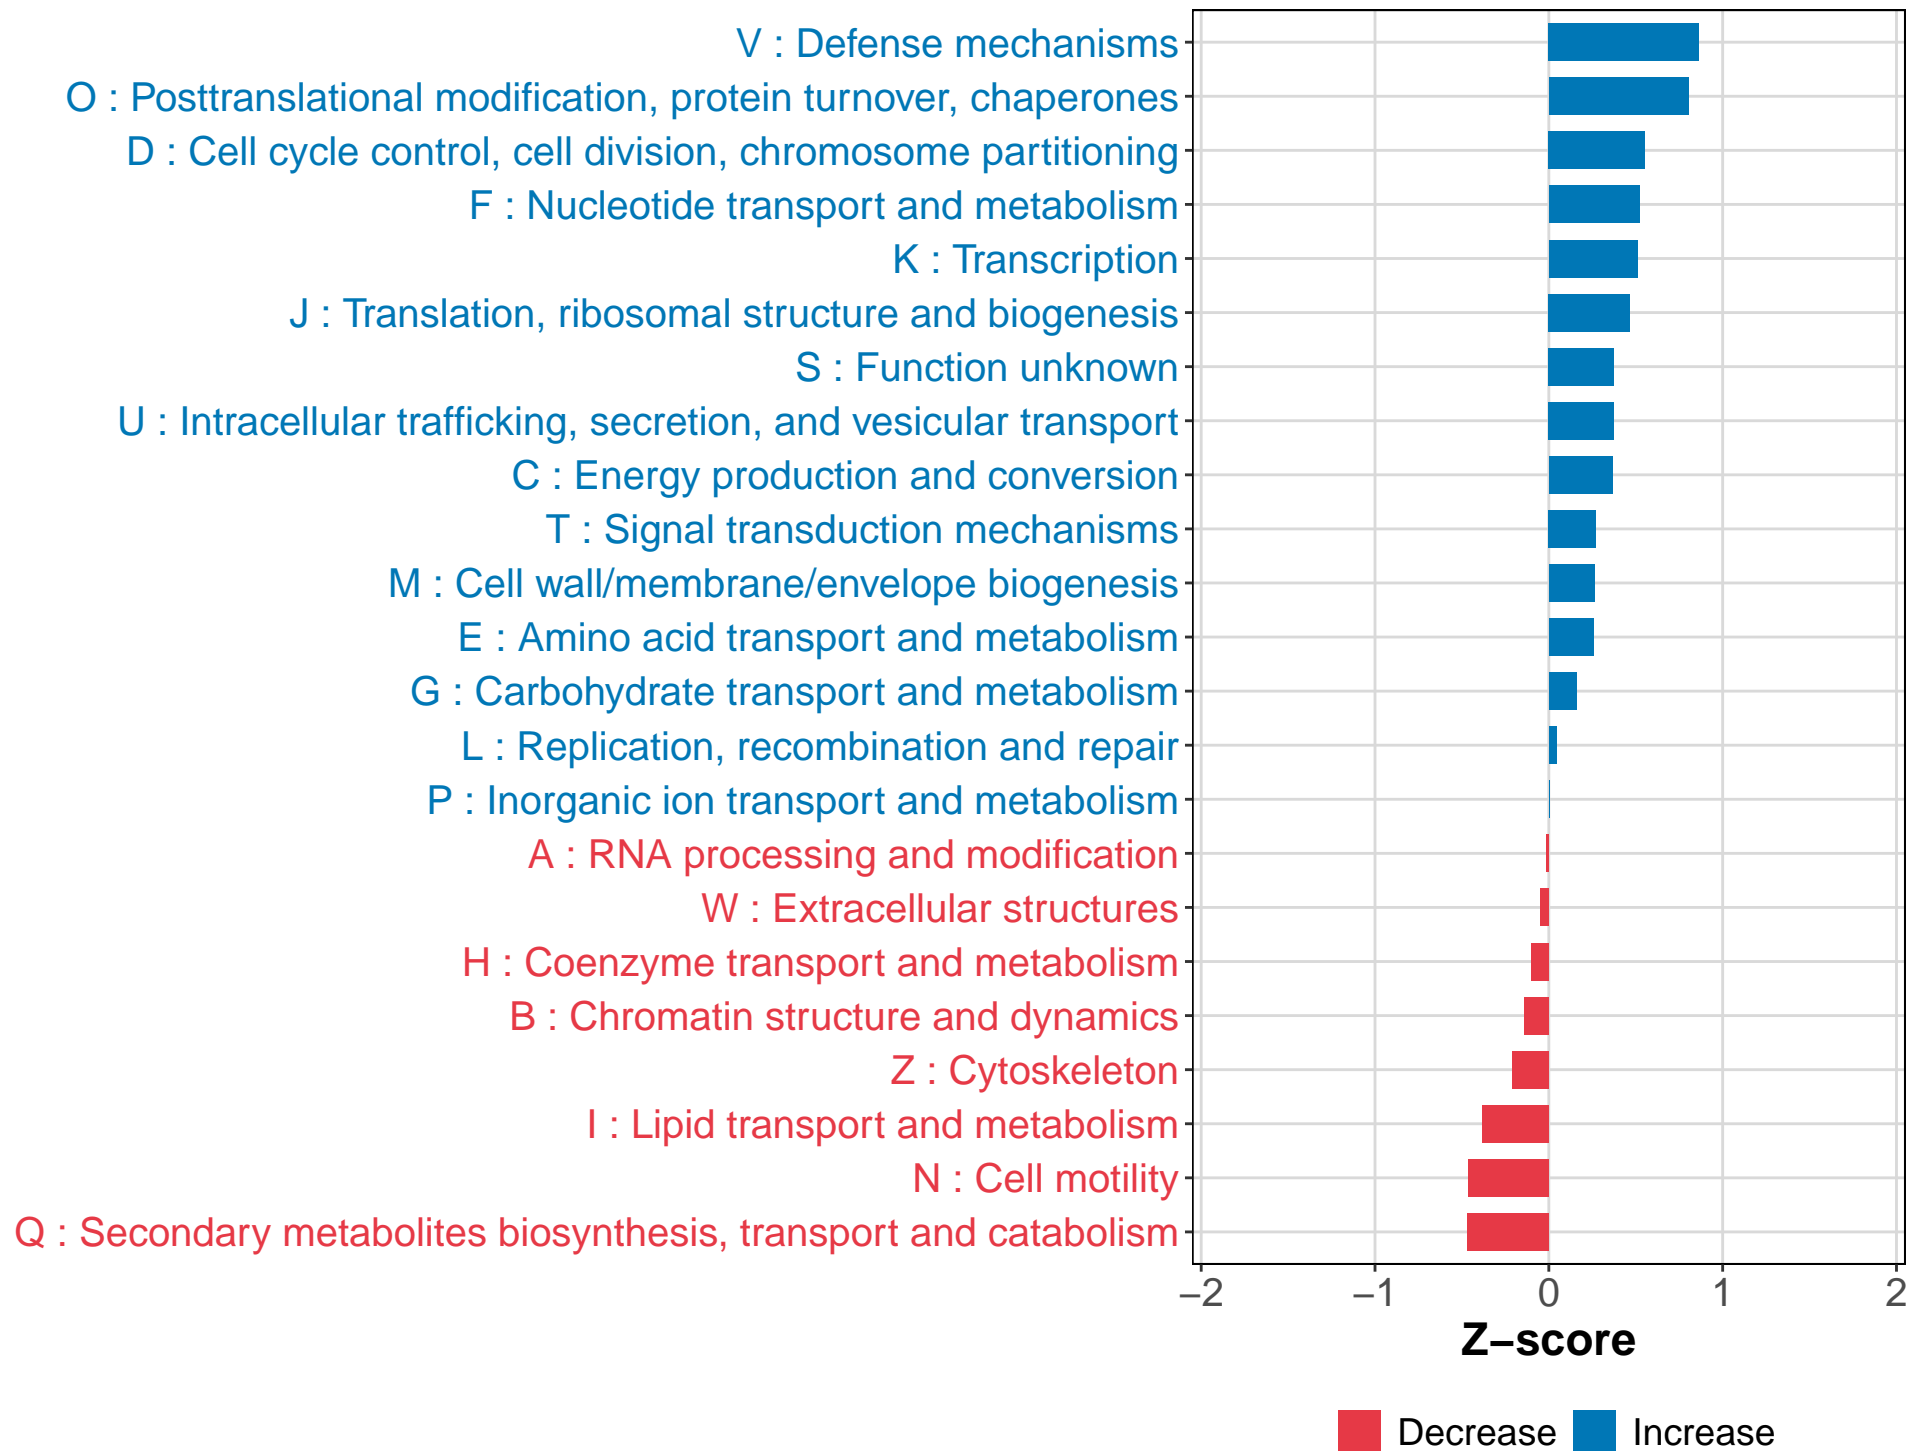 V : Defense mechanisms
O : Posttranslational modification, protein turnover, chaperones
D : Cell cycle control, cell division, chromosome partitioning
F : Nucleotide transport and metabolism
K : Transcription
J : Translation, ribosomal structure and biogenesis
S : Function unknown
U : Intracellular trafficking, secretion, and vesicular transport
C : Energy production and conversion
T : Signal transduction mechanisms
M : Cell wall/membrane/envelope biogenesis
E : Amino acid transport and metabolism
G : Carbohydrate transport and metabolism
L : Replication, recombination and repair
P : Inorganic ion transport and metabolism
A : RNA processing and modification
W : Extracellular structures
H : Coenzyme transport and metabolism
B : Chromatin structure and dynamics
Z : Cytoskeleton
I : Lipid transport and metabolism
N : Cell motility
Q : Secondary metabolites biosynthesis, transport and catabolism
−2 −1 0 1 2
Z−score
Decrease Increase